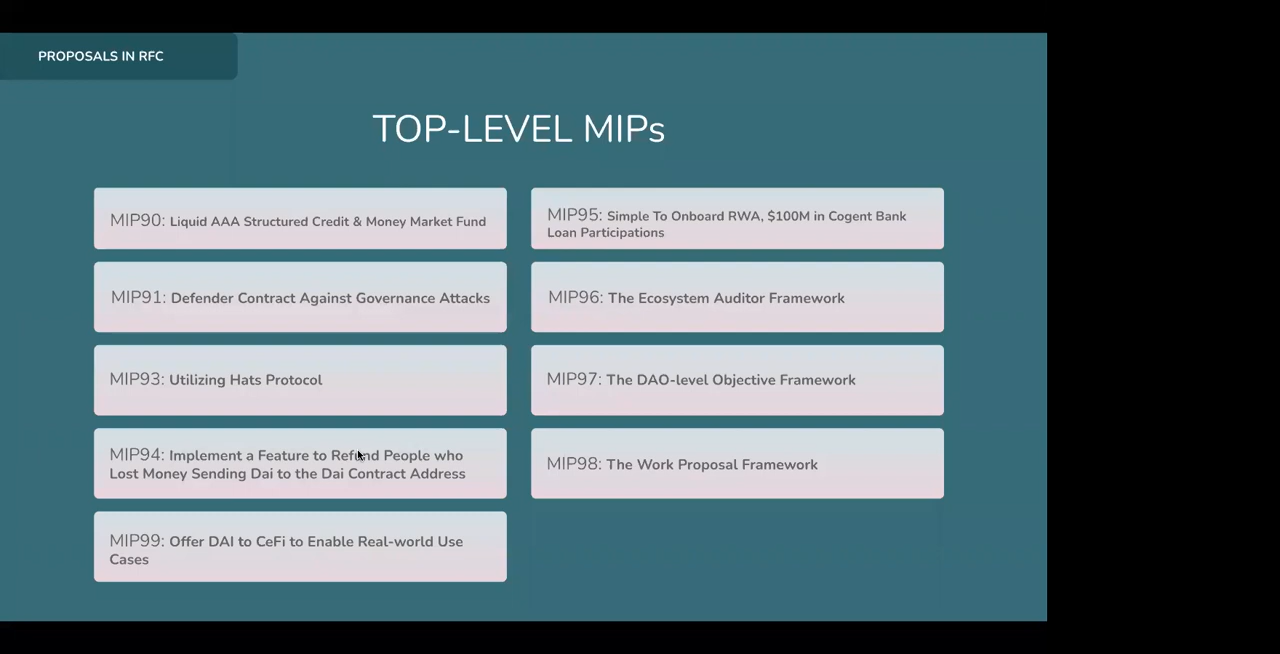 PROPOSALS IN RFC
TOP-LEVEL MIPs
MIP90: Liquid AAA Structured Credit & Money Market Fund
MIP91: Defender Contract Against Governance Attacks
MIP93: Utilizing Hats Protocol
MIP94: Implement a Feature to Refund People who
Lost Money Sending Dai to the Dai Contract Address
MIP99: Offer DAI to CeFi to Enable Real-world Use
Cases
MIP95: Simple To Onboard RWA, $100M in Cogent Bank
Loan Participations
MIP96: The Ecosystem Auditor Framework
MIP97: The DAO-level Objective Framework
MIP98: The Work Proposal Framework